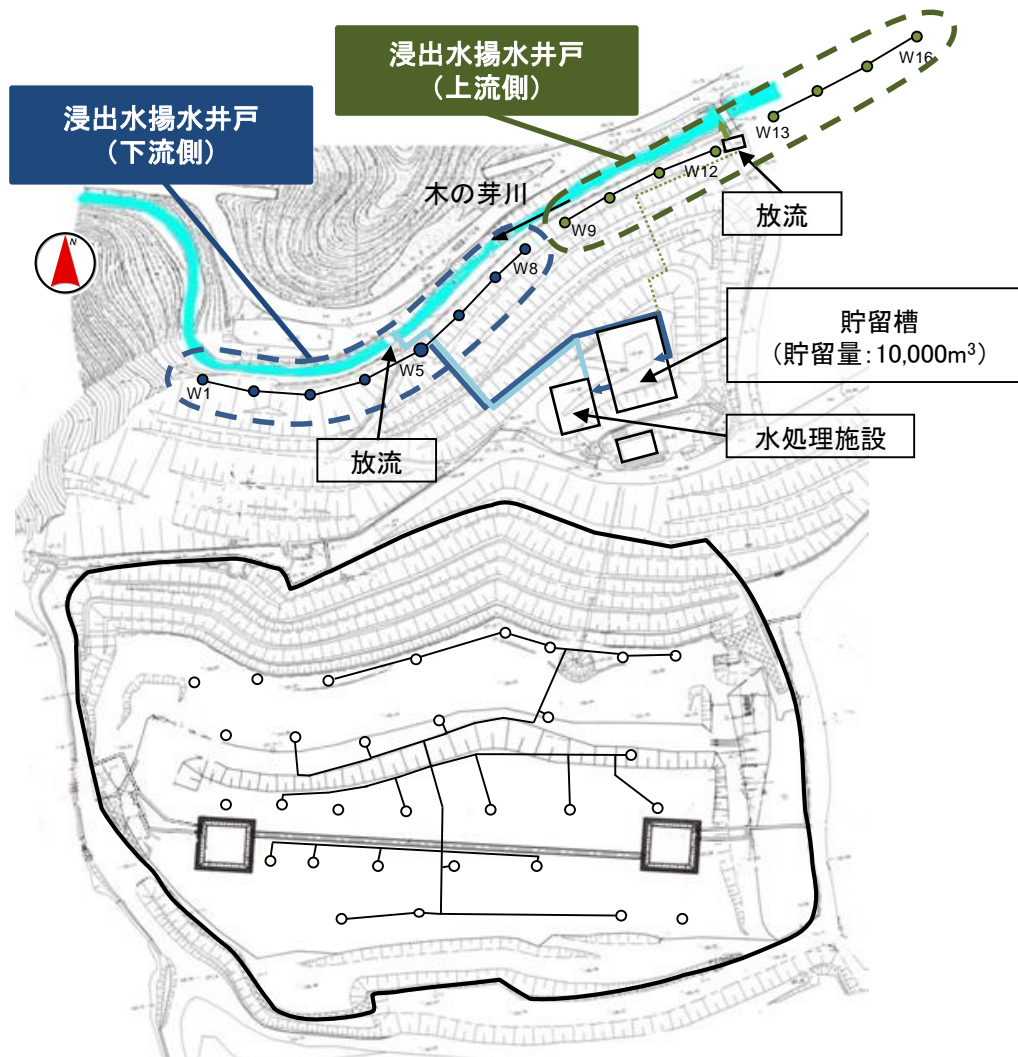 浸出水揚水井戸
（上流側）
W16
浸出水揚水井戸
（下流側）
W13
W12
木の芽川
放流
W9
N
W8
貯留槽
（貯留量：10,000m³）
W5
W1
水処理施設
放流